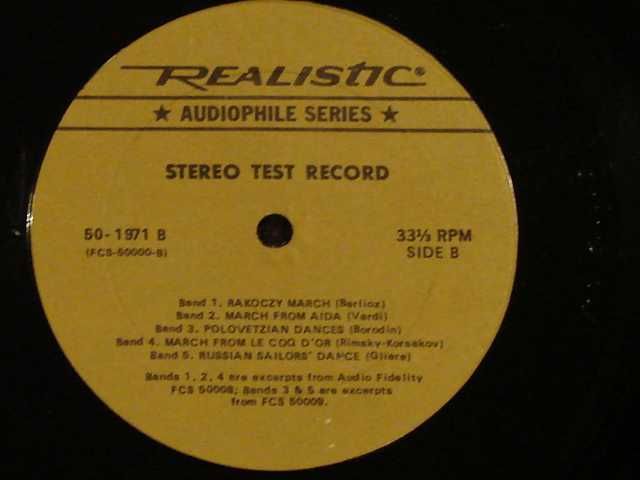 REALISTIC®
★ AUDIOPHILE SERIES ★
STEREO TEST RECORD
50-1971 B
(FCS-50000-B)
33⅓ RPM
SIDE B
Band 1. RAKOCZY MARCH (Berlioz)
Band 2. MARCH FROM AIDA (Verdi)
Band 3. POLOVETZIAN DANCES (Borodin)
Band 4. MARCH FROM LE COQ D'OR (Rimsky-Korsakov)
Band 5. RUSSIAN SAILORS' DANCE (Gliere)
Bands 1, 2, 4 are excerpts from Audio Fidelity
FCS 50008; Bands 3 & 5 are excerpts
from FCS 50009.